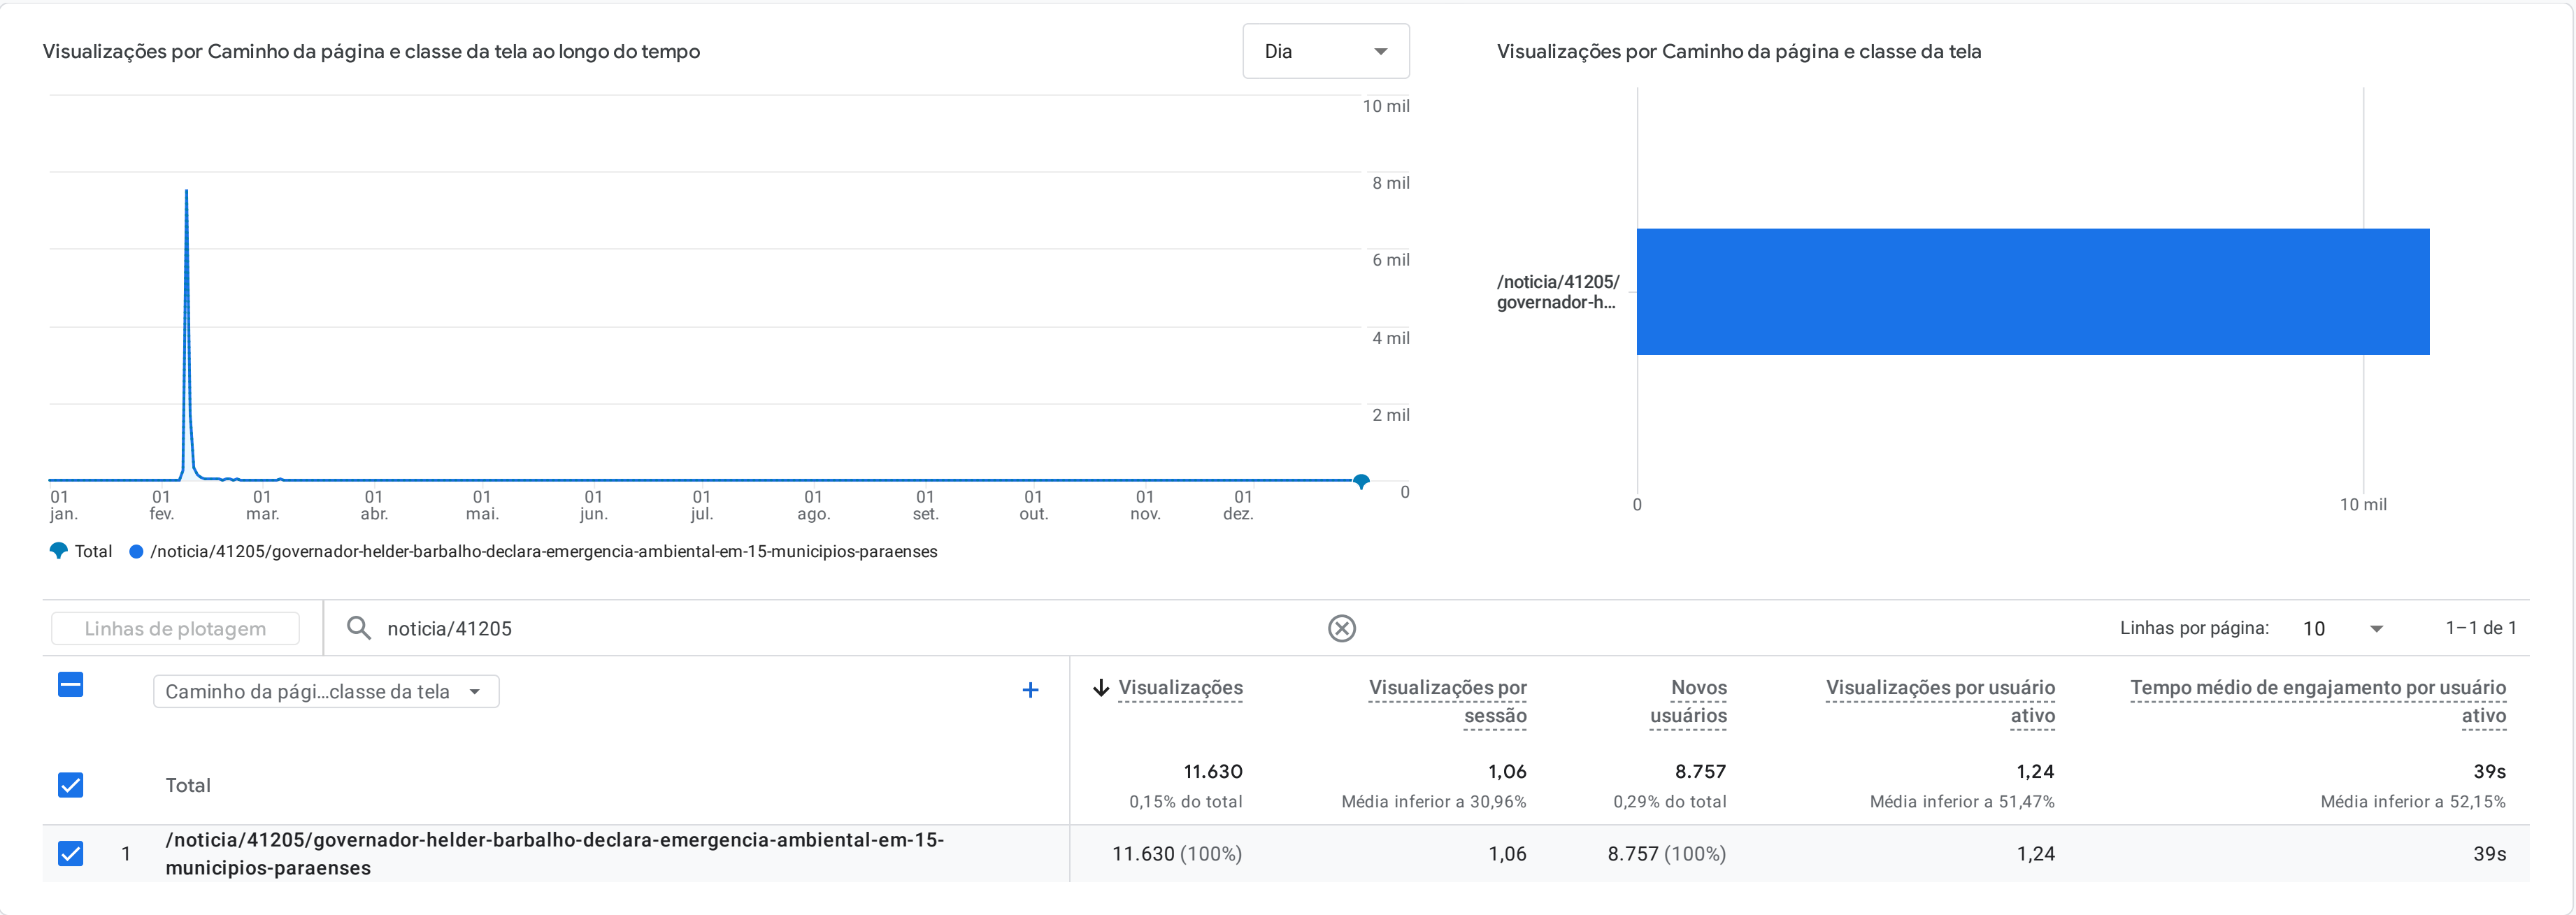 Visualizações por Caminho da página e classe da tela ao longo do tempo
Dia
10 mil
8 mil
6 mil
4 mil
2 mil
0
01 jan.
01 fev.
01 mar.
01 abr.
01 mai.
01 jun.
01 jul.
01 ago.
01 set.
01 out.
01 nov.
01 dez.
Total
/noticia/41205/governador-helder-barbalho-declara-emergencia-ambiental-em-15-municipios-paraenses
Visualizações por Caminho da página e classe da tela
/noticia/41205/
governador-h...
0
10 mil
Linhas de plotagem
noticia/41205
Linhas por página:
10
1–1 de 1
Caminho da pági...classe da tela
+
Visualizações
Visualizações por
sessão
Novos
usuários
Visualizações por usuário
ativo
Tempo médio de engajamento por usuário
ativo
Total
11.630
1,06
8.757
1,24
39s
0,15% do total
Média inferior a 30,96%
0,29% do total
Média inferior a 51,47%
Média inferior a 52,15%
1
/noticia/41205/governador-helder-barbalho-declara-emergencia-ambiental-em-15-
municipios-paraenses
11.630 (100%)
1,06
8.757 (100%)
1,24
39s